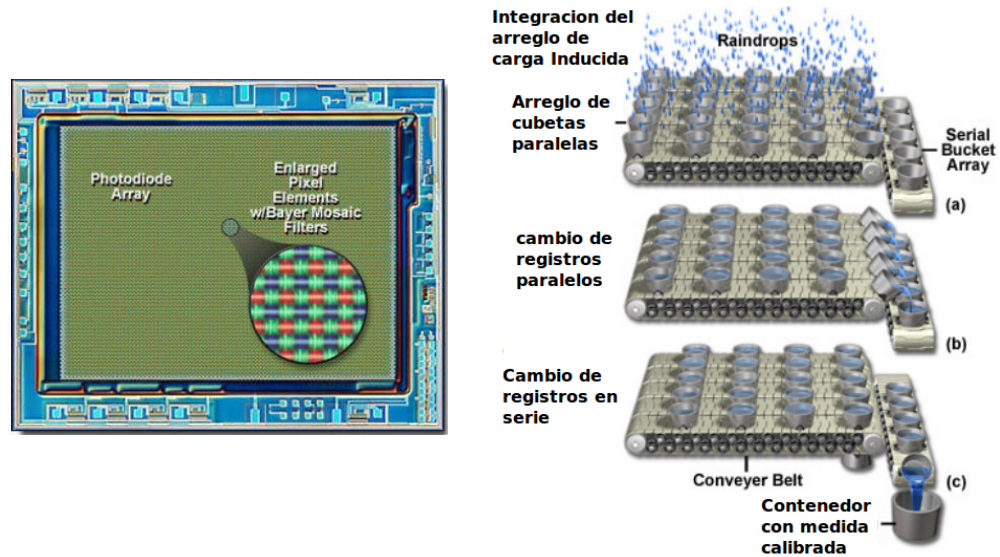 Photodiode
Array
Enlarged
Pixel
Elements
w/Bayer Mosaic
Filters
Integracion del
arreglo de
carga Inducida
Raindrops
Arreglo de
cubetas
paralelas
Serial
Bucket
Array
(a)
cambio de
registros
paralelos
(b)
Cambio de
registros en
serie
Conveyer Belt
(c)
Contenedor
con medida
calibrada